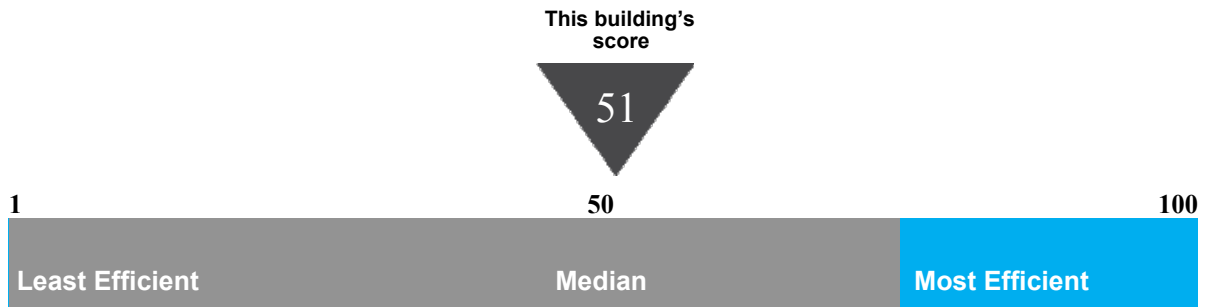 This building's
score
51
1 50 100
Least Efficient Median Most Efficient